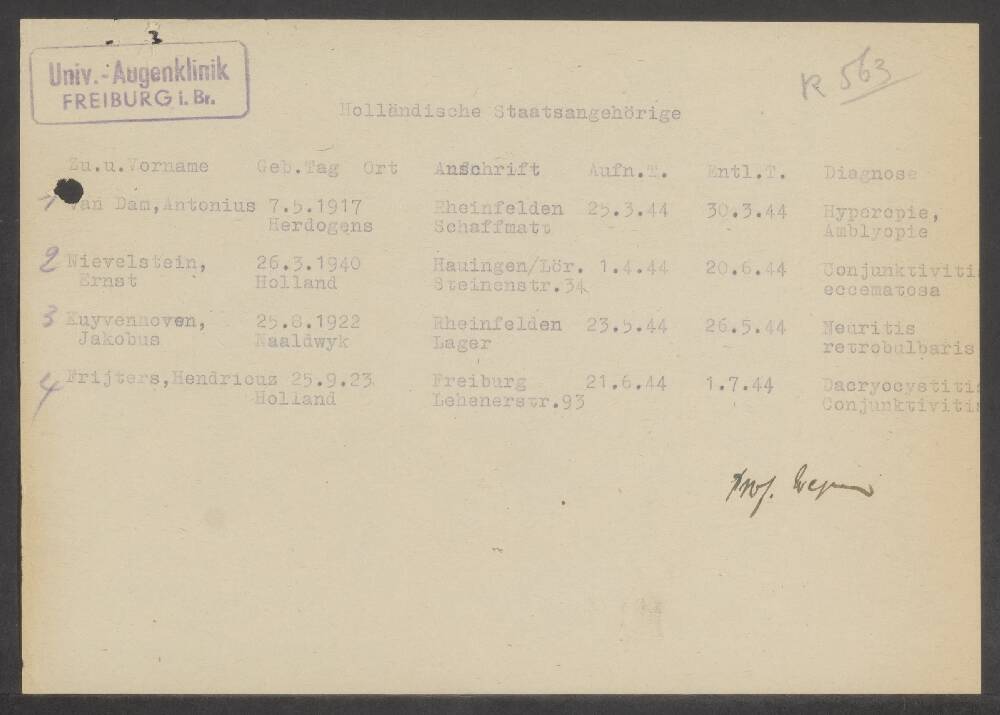 3
Univ.-Augenklinik
FREIBURG i. Br.
R 563
Holländische Staatsangehörige
Zu.u.Vorname Geb.Tag Ort Anschrift Aufn.T. Entl.T. Diagnose
1 Van Dam,Antonius 7.5.1917 Rheinfelden 25.3.44 30.3.44 Hyperopie,
Herdogens Schaffmatt Amblyopie
2 Nievelstein, 26.3.1940 Hauingen/Lör. 1.4.44 20.6.44 Conjunktiviti
Ernst Holland Steinenstr.34 eccematosa
3 Kuyvenhoven, 25.8.1922 Rheinfelden 23.5.44 26.5.44 Neuritis
Jakobus Naaldwyk Lager retrobulbaris
4 Frijters,Hendricuz 25.9.23 Freiburg 21.6.44 1.7.44 Dacryocystitis
Holland Lehenerstr.93 Conjunktivitis
Prof.